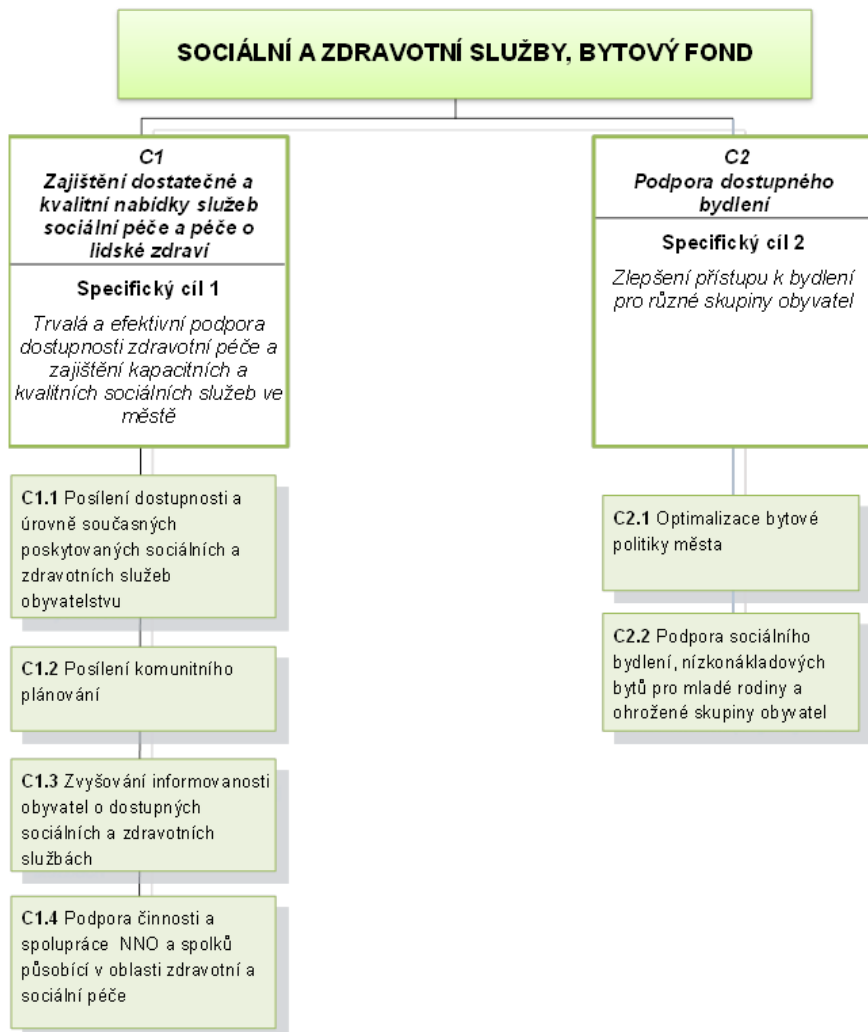 SOCIÁLNÍ A ZDRAVOTNÍ SLUŽBY, BYTOVÝ FOND
C1
Zajištění dostatečné a
kvalitní nabídky služeb
sociální péče a péče o
lidské zdraví
Specifický cíl 1
Trvalá a efektivní podpora
dostupnosti zdravotní péče a
zajištění kapacitních a
kvalitních sociálních služeb ve
městě
C1.1 Posílení dostupnosti a
úrovně současných
poskytovaných sociálních a
zdravotních služeb
obyvatelstvu
C1.2 Posílení komunitního
plánování
C1.3 Zvyšování informovanosti
obyvatel o dostupných
sociálních a zdravotních
službách
C1.4 Podpora činnosti a
spolupráce NNO a spolků
působící v oblasti zdravotní a
sociální péče
C2
Podpora dostupného
bydlení
Specifický cíl 2
Zlepšení přístupu k bydlení
pro různé skupiny obyvatel
C2.1 Optimalizace bytové
politiky města
C2.2 Podpora sociálního
bydlení, nízkonákladových
bytů pro mladé rodiny a
ohrožené skupiny obyvatel